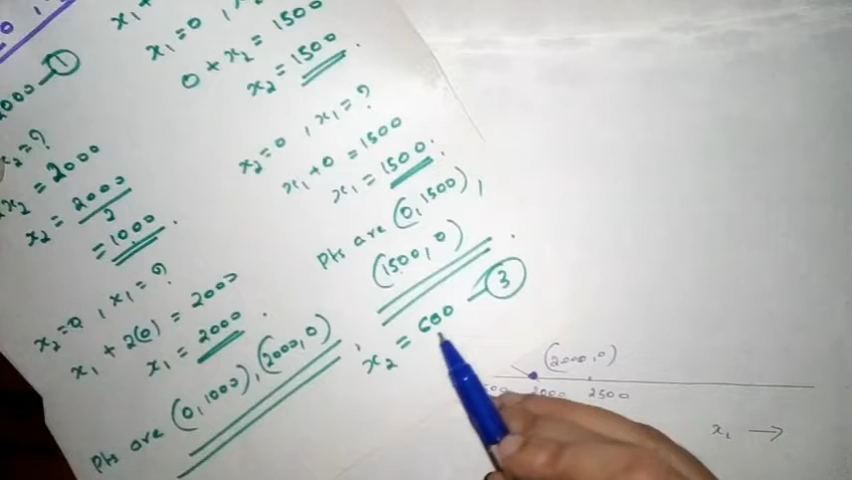 x₁ = 0 ,
0 + x₂ = 1500
x₂ = 1500
x₂ = 0 , x₁ = ?
x₁ + 0 = 1500
x₁ = 1500.
Pts are (0, 1500) ,
(1500, 0)
x₂ = 600 — ③
2000 — ①
x₂ = ?
x₂ = 2000
x₂ = 2000/2
= 1000
x₂ = 0 , x₁ = ?
x₁ + 2(0) = 2000
x₁ = 2000
Pts are (0, 1000) , (2000, 0) ,
(2000, 0)
2000 2500
x₁ →